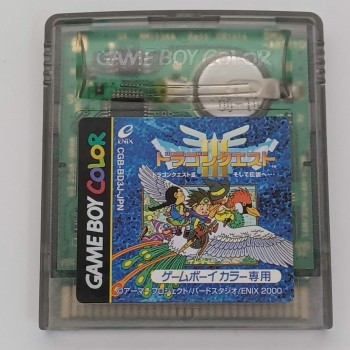 GAME BOY COLOR
GAME BOY COLOR
CGB-BD3J-JPN
ENIX
III
ドラゴンクエスト
ドラゴンクエストIII そして伝説へ…
ゲームボーイカラー専用
©アーマープロジェクト/バードスタジオ/ENIX 2000